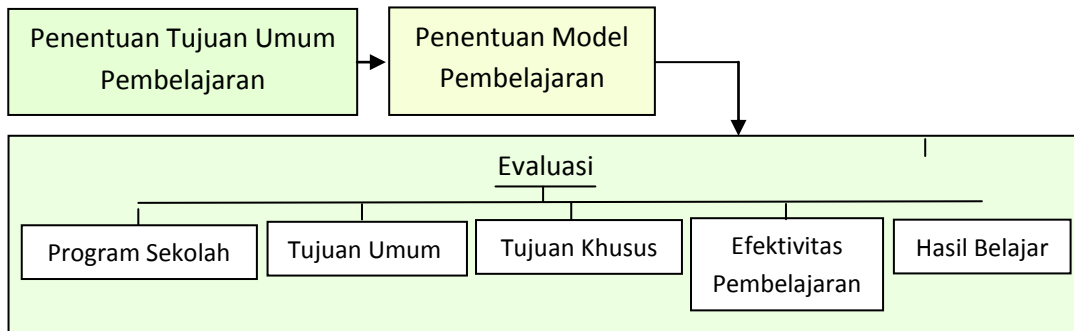 Penentuan Tujuan Umum
Pembelajaran
Penentuan Model
Pembelajaran
Evaluasi
Program Sekolah
Tujuan Umum
Tujuan Khusus
Efektivitas
Pembelajaran
Hasil Belajar